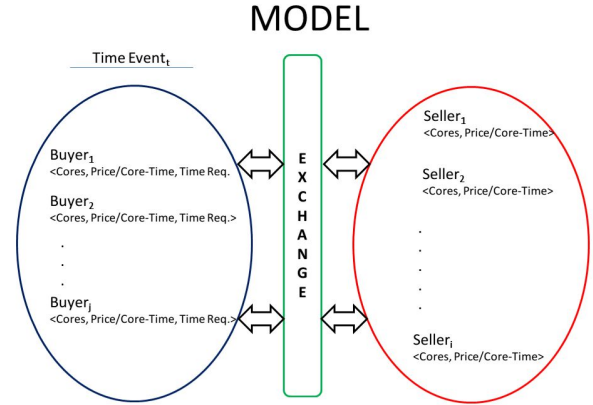 MODEL
Time Eventt
Buyer1
<Cores, Price/Core-Time, Time Req.
Buyer2
<Cores, Price/Core-Time, Time Req.>
.
.
.
Buyerj
<Cores, Price/Core-Time, Time Req.>
EXCHANGE
Seller1
<Cores, Price/Core-Time>
Seller2
<Cores, Price/Core-Time>
.
.
.
.
.
Selleri
<Cores, Price/Core-Time>